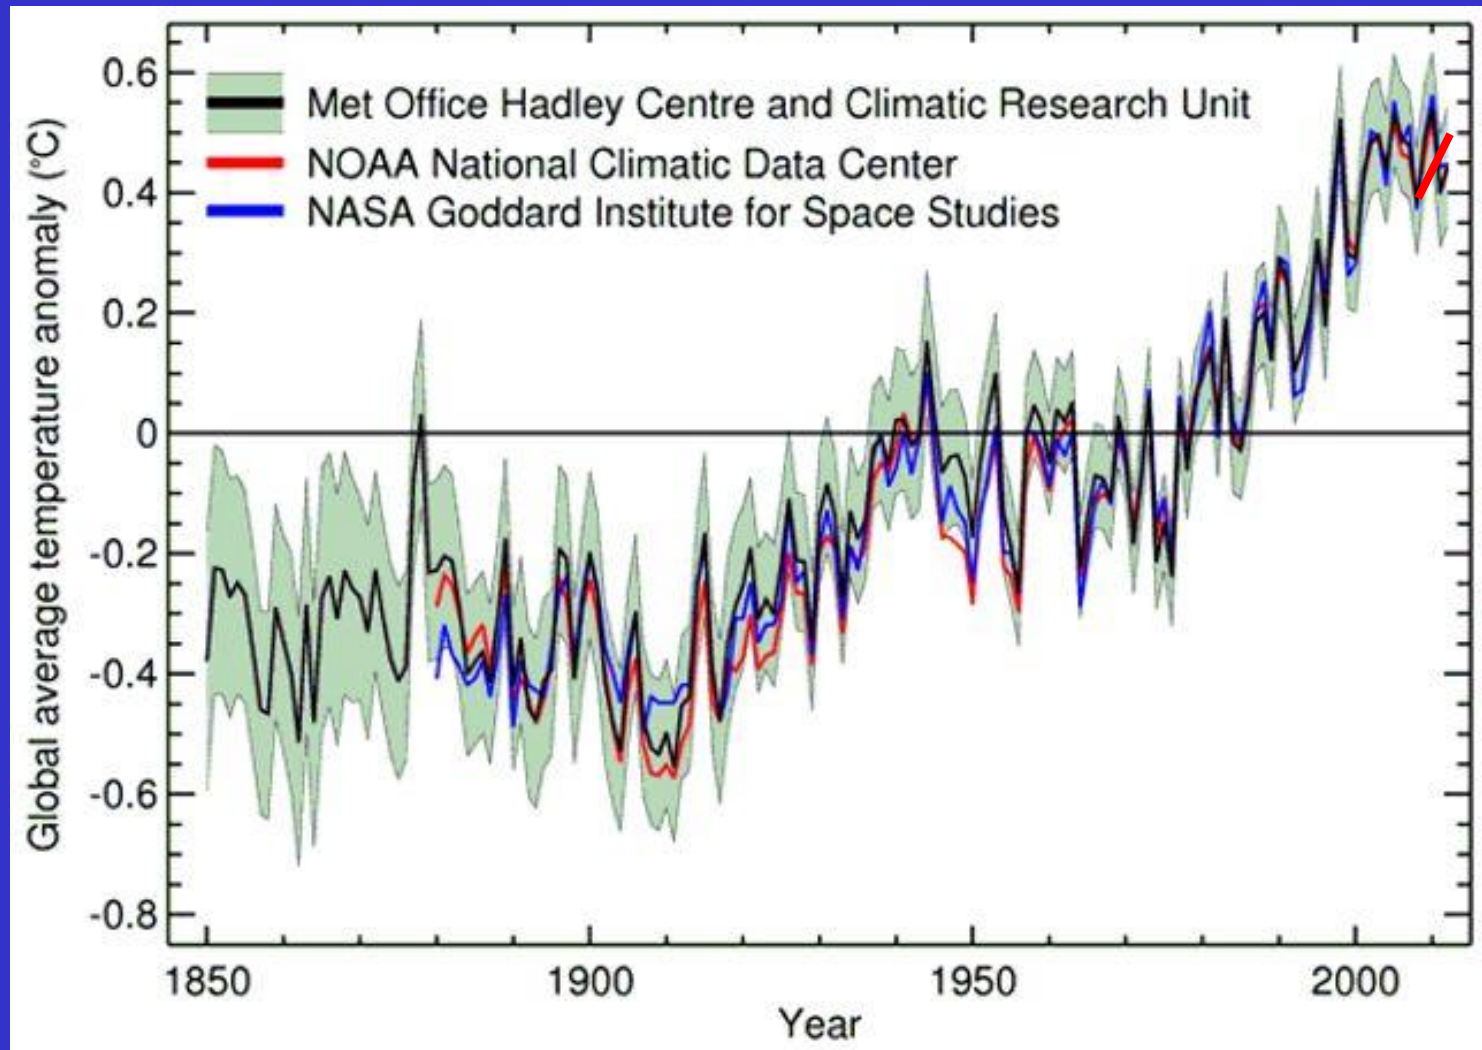 Global average temperature anomaly (°C)
0.6
0.4
0.2
0
-0.2
-0.4
-0.6
-0.8
Met Office Hadley Centre and Climatic Research Unit
NOAA National Climatic Data Center
NASA Goddard Institute for Space Studies
1850 1900 1950 2000
Year